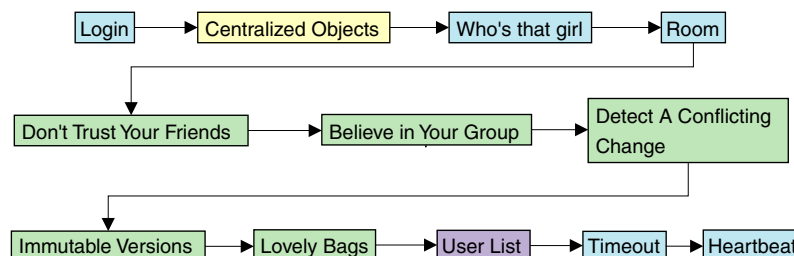 Login Centralized Objects Who's that girl Room
Don't Trust Your Friends Believe in Your Group Detect A Conflicting
Change
Immutable Versions Lovely Bags User List Timeout Heartbeat